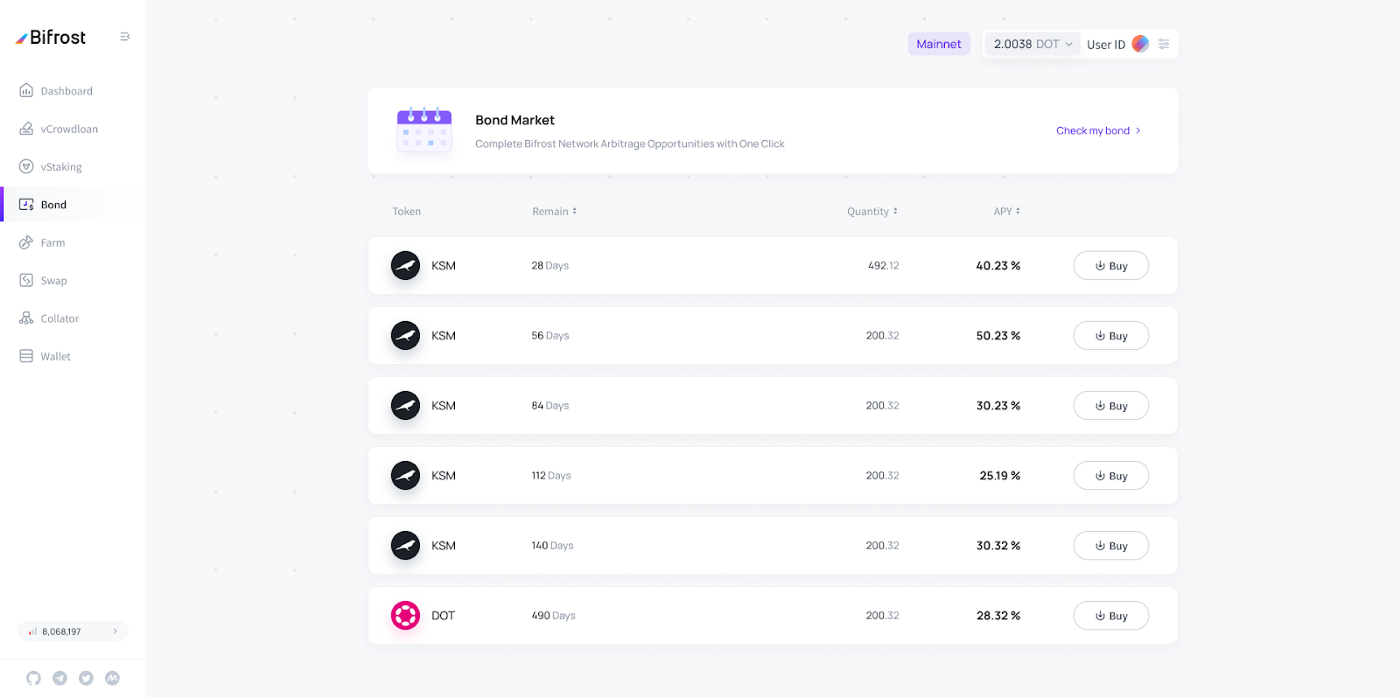 Bifrost
Mainnet
2.0038 DOT
User ID
Dashboard
vCrowdloan
vStaking
Bond
Farm
Swap
Collator
Wallet
Bond Market
Complete Bifrost Network Arbitrage Opportunities with One Click
Check my bond
Token Remain Quantity APY
KSM 28 Days 492.12 40.23 % Buy
KSM 56 Days 200.32 50.23 % Buy
KSM 84 Days 200.32 30.23 % Buy
KSM 112 Days 200.32 25.19 % Buy
KSM 140 Days 200.32 30.32 % Buy
DOT 490 Days 200.32 28.32 % Buy
8,068,197